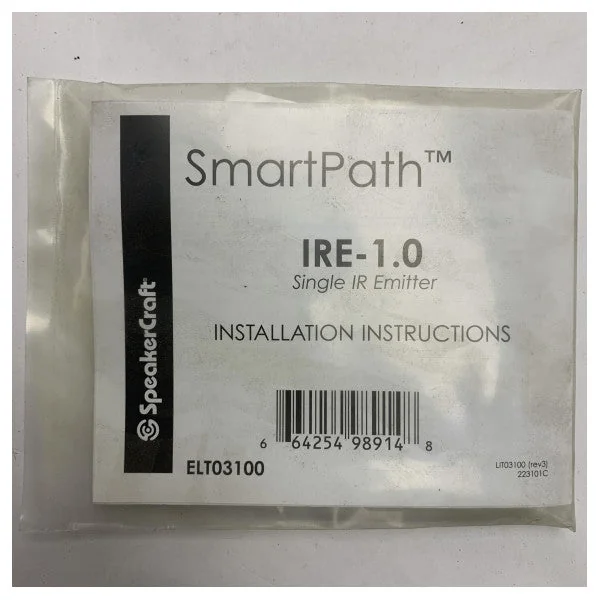 SmartPath™
IRE-1.0
Single IR Emitter
INSTALLATION INSTRUCTIONS
SpeakerCraft®
6 64254 98914 8
ELT03100
LIT03100 (rev3)
223101C